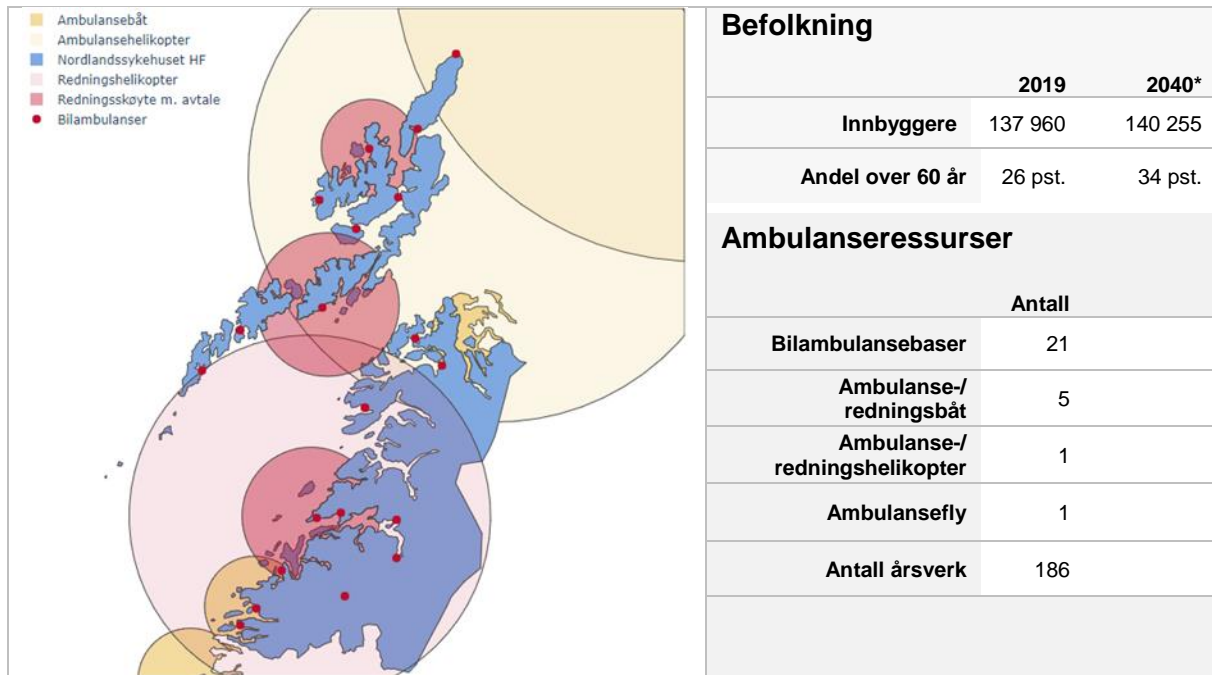 Ambulansebåt
Ambulansehelikopter
Nordlandssykehuset HF
Redningshelikopter
Redningsskøyte m. avtale
Bilambulanser
Befolkning
2019 2040*
Innbyggere 137 960 140 255
Andel over 60 år 26 pst. 34 pst.
Ambulanseressurser
Antall
Bilambulansebaser 21
Ambulanse-/
redningsbåt 5
Ambulanse-/
redningshelikopter 1
Ambulansefly 1
Antall årsverk 186